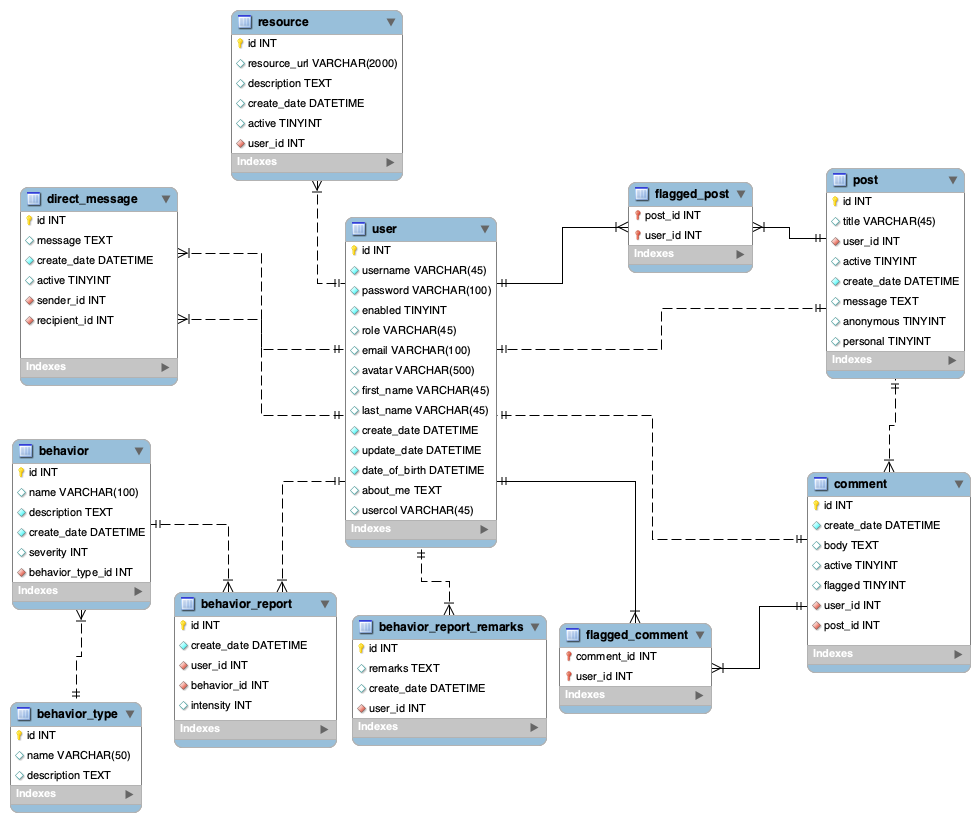 resource
id INT
resource_url VARCHAR(2000)
description TEXT
create_date DATETIME
active TINYINT
user_id INT
Indexes
direct_message
id INT
message TEXT
create_date DATETIME
active TINYINT
sender_id INT
recipient_id INT
Indexes
user
id INT
username VARCHAR(45)
password VARCHAR(100)
enabled TINYINT
role VARCHAR(45)
email VARCHAR(100)
avatar VARCHAR(500)
first_name VARCHAR(45)
last_name VARCHAR(45)
create_date DATETIME
update_date DATETIME
date_of_birth DATETIME
about_me TEXT
usercol VARCHAR(45)
Indexes
flagged_post
post_id INT
user_id INT
Indexes
post
id INT
title VARCHAR(45)
user_id INT
active TINYINT
create_date DATETIME
message TEXT
anonymous TINYINT
personal TINYINT
Indexes
behavior
id INT
name VARCHAR(100)
description TEXT
create_date DATETIME
severity INT
behavior_type_id INT
Indexes
comment
id INT
create_date DATETIME
body TEXT
active TINYINT
flagged TINYINT
user_id INT
post_id INT
Indexes
behavior_report
id INT
create_date DATETIME
user_id INT
behavior_id INT
intensity INT
Indexes
behavior_report_remarks
id INT
remarks TEXT
create_date DATETIME
user_id INT
Indexes
flagged_comment
comment_id INT
user_id INT
Indexes
behavior_type
id INT
name VARCHAR(50)
description TEXT
Indexes